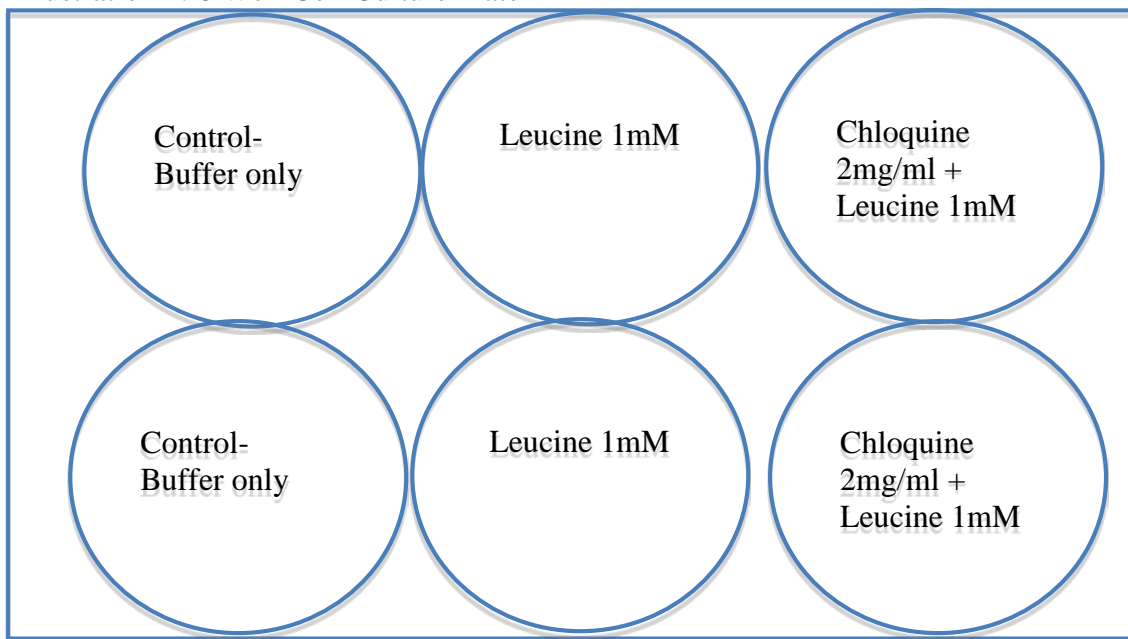 Control-
Buffer only
Leucine 1mM
Chloquine
2mg/ml +
Leucine 1mM
Control-
Buffer only
Leucine 1mM
Chloquine
2mg/ml +
Leucine 1mM